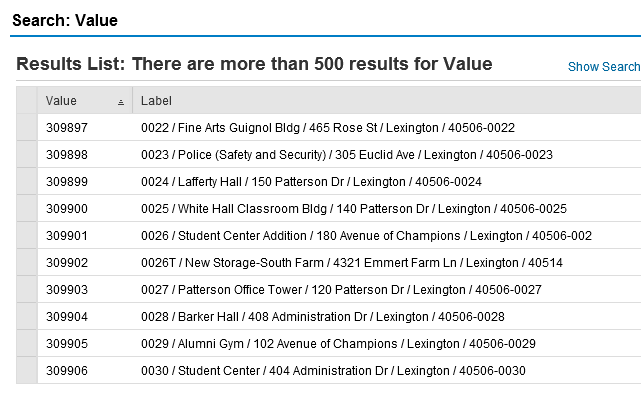 Search: Value
Results List: There are more than 500 results for Value
Show Search
Value Label
309897 0022 / Fine Arts Guignol Bldg / 465 Rose St / Lexington / 40506-0022
309898 0023 / Police (Safety and Security) / 305 Euclid Ave / Lexington / 40506-0023
309899 0024 / Lafferty Hall / 150 Patterson Dr / Lexington / 40506-0024
309900 0025 / White Hall Classroom Bldg / 140 Patterson Dr / Lexington / 40506-0025
309901 0026 / Student Center Addition / 180 Avenue of Champions / Lexington / 40506-002
309902 0026T / New Storage-South Farm / 4321 Emmert Farm Ln / Lexington / 40514
309903 0027 / Patterson Office Tower / 120 Patterson Dr / Lexington / 40506-0027
309904 0028 / Barker Hall / 408 Administration Dr / Lexington / 40506-0028
309905 0029 / Alumni Gym / 102 Avenue of Champions / Lexington / 40506-0029
309906 0030 / Student Center / 404 Administration Dr / Lexington / 40506-0030